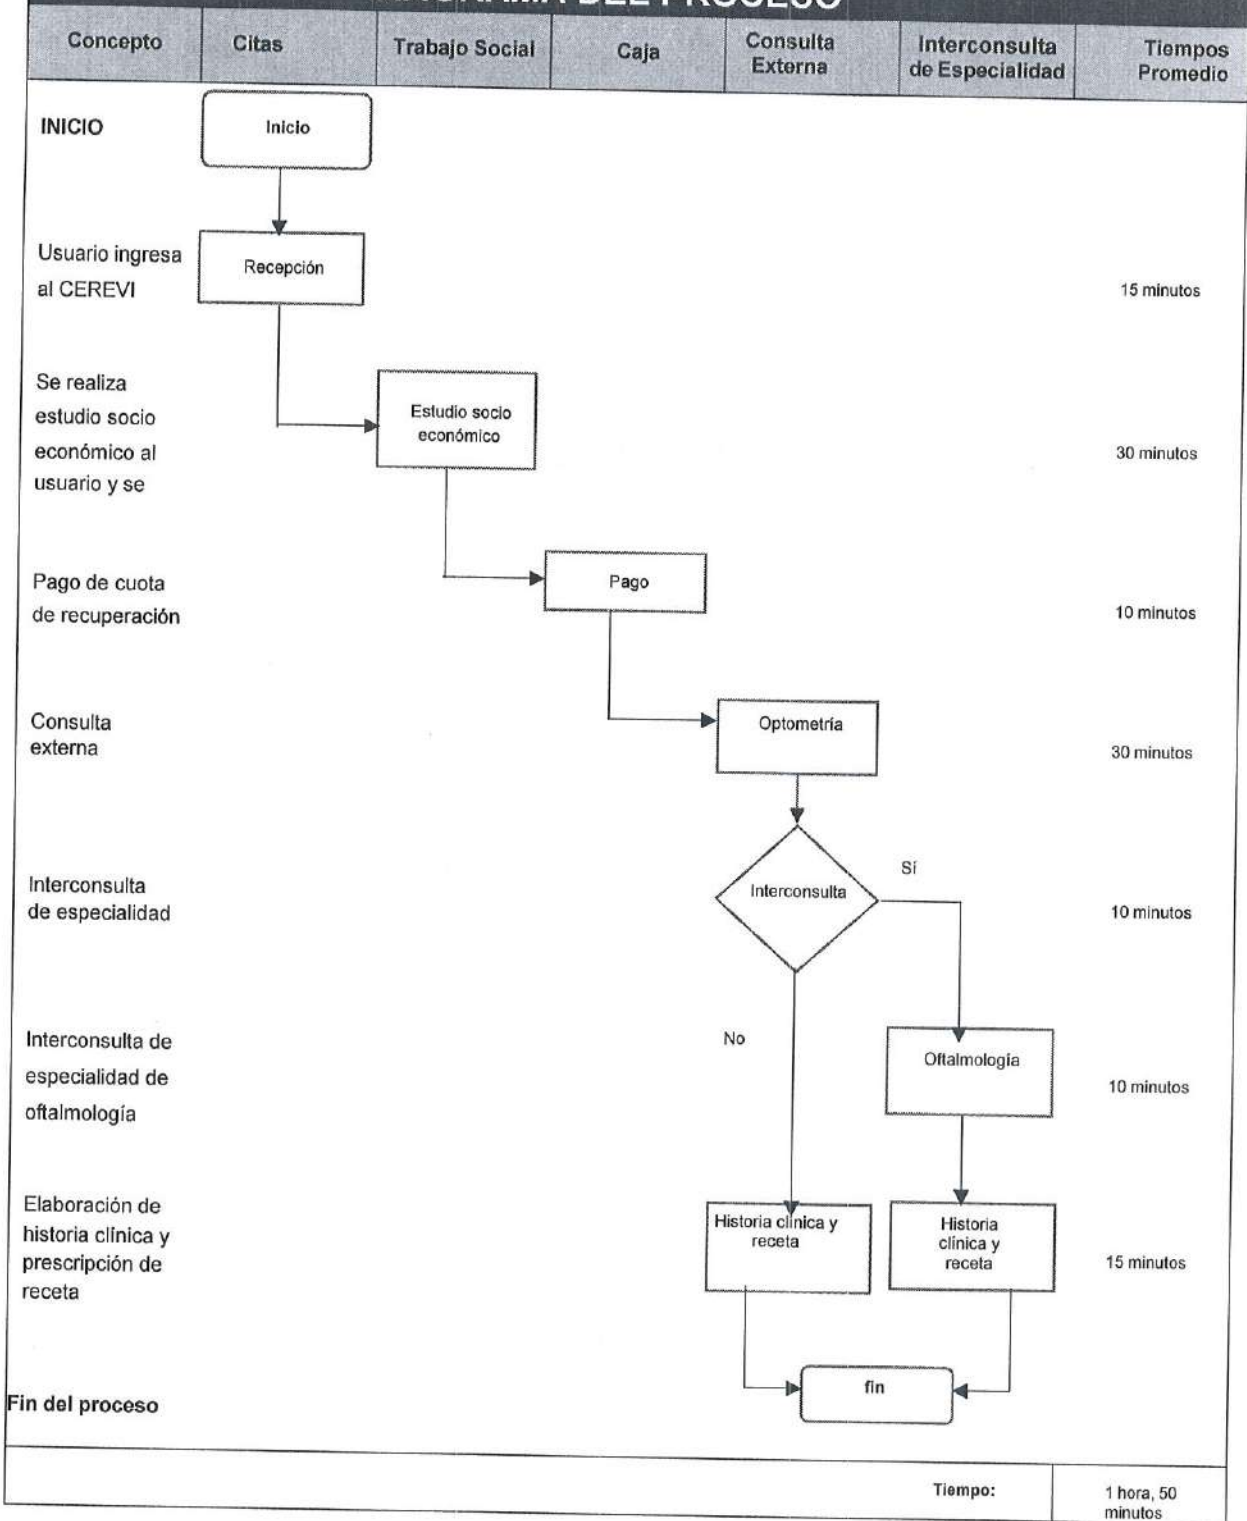 DEL PROCESO
Concepto
Citas
Trabajo Social
Caja
Consulta
Externa
Interconsulta
de Especialidad
Tiempos
Promedio
INICIO
Inicio
Usuario ingresa
al CEREVI
Recepción
15 minutos
Se realiza
estudio socio
económico al
usuario y se
Estudio socio
económico
30 minutos
Pago de cuota
de recuperación
Pago
10 minutos
Consulta
externa
Optometría
30 minutos
Interconsulta
de especialidad
Interconsulta
Sí
10 minutos
Interconsulta de
especialidad de
oftalmología
No
Oftalmología
10 minutos
Elaboración de
historia clínica y
prescripción de
receta
Historia clínica y
receta
Historia
clínica y
receta
15 minutos
Fin del proceso
fin
Tiempo:
1 hora, 50
minutos